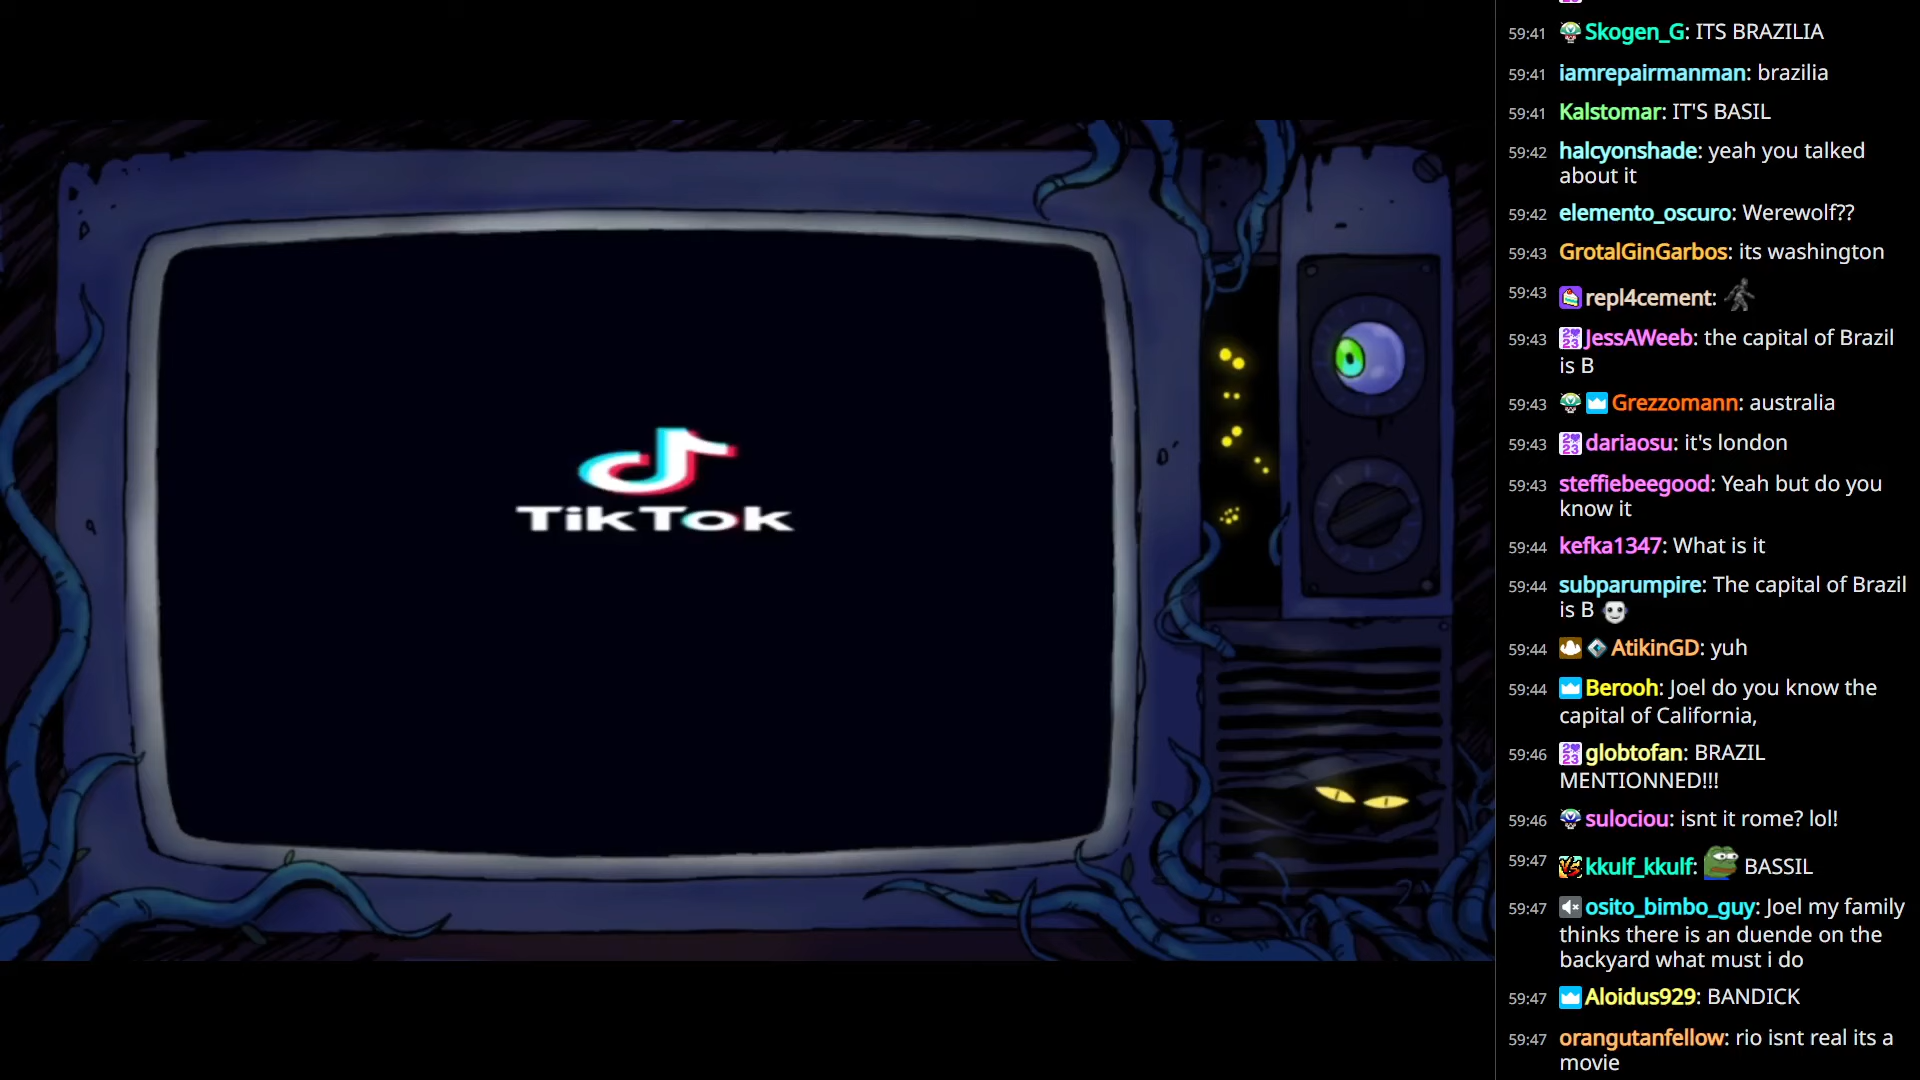 TikTok
59:41 Skogen_G: ITS BRAZILIA
59:41 iamrepairmanman: brazilia
59:41 Kalstomar: IT'S BASIL
59:42 halcyonshade: yeah you talked
about it
59:42 elemento_oscuro: Werewolf??
59:43 GrotalGinGarbos: its washington
59:43 repl4cement:
59:43 JessAWeeb: the capital of Brazil
is B
59:43 Grezzomann: australia
59:43 dariaosu: it's london
59:43 steffiebeegood: Yeah but do you
know it
59:44 kefka1347: What is it
59:44 subparumpire: The capital of Brazil
is B
59:44 AtikinGD: yuh
59:44 Berooh: Joel do you know the
capital of California,
59:46 globtofan: BRAZIL
MENTIONNED!!!
59:46 sulociou: isnt it rome? lol!
59:47 kkulf_kkulf: BASSIL
59:47 osito_bimbo_guy: Joel my family
thinks there is an duende on the
backyard what must i do
59:47 Aloidus929: BANDICK
59:47 orangutanfellow: rio isnt real its a
movie